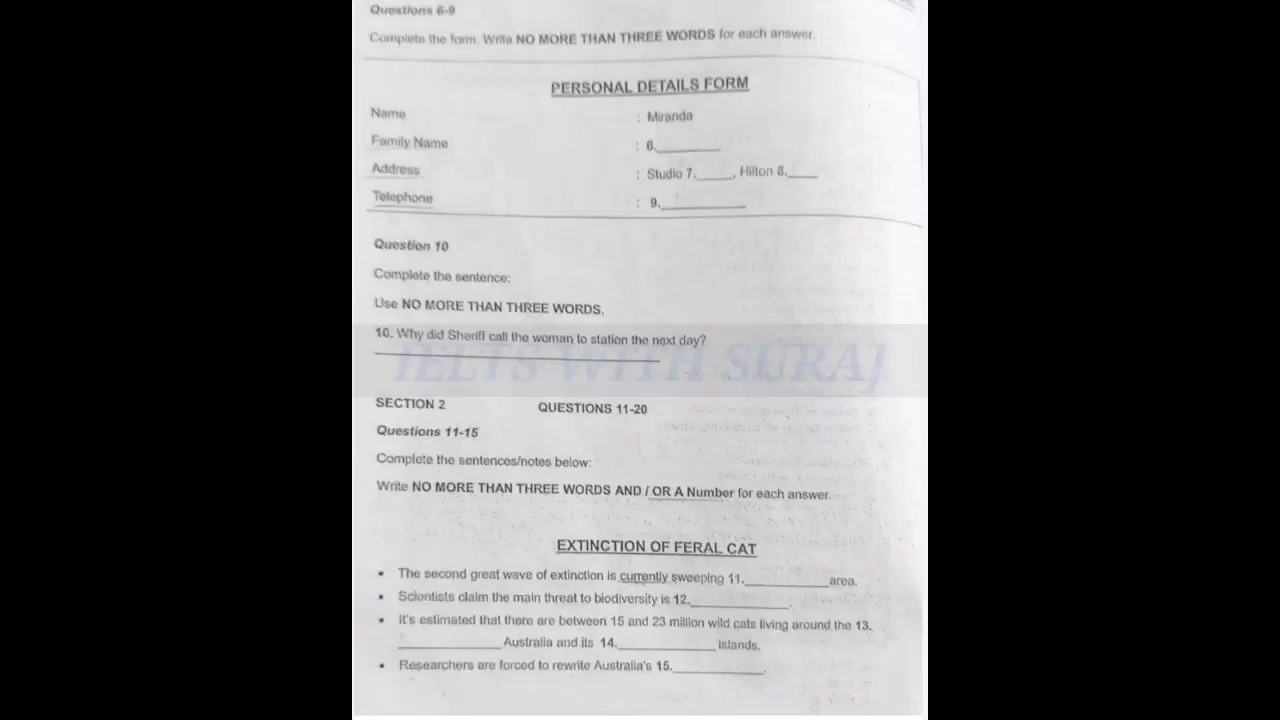 Questions 6-9
Complete the form. Write NO MORE THAN THREE WORDS for each answer.
PERSONAL DETAILS FORM
Name : Miranda
Family Name : 6.________
Address : Studio 7._____, Hilton 8.____
Telephone : 9.___________
Question 10
Complete the sentence:
Use NO MORE THAN THREE WORDS.
10. Why did Sheriff call the woman to station the next day?
IELTS WITH SURAJ
SECTION 2 QUESTIONS 11-20
Questions 11-15
Complete the sentences/notes below:
Write NO MORE THAN THREE WORDS AND / OR A Number for each answer.
EXTINCTION OF FERAL CAT
• The second great wave of extinction is currently sweeping 11.____________area.
• Scientists claim the main threat to biodiversity is 12.______________.
• It's estimated that there are between 15 and 23 million wild cats living around the 13.
______________ Australia and its 14.______________ islands.
• Researchers are forced to rewrite Australia's 15.____________.